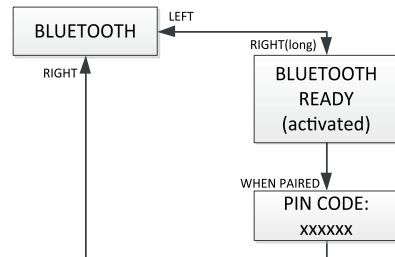 LEFT
BLUETOOTH
RIGHT(long)
RIGHT
BLUETOOTH
READY
(activated)
WHEN PAIRED
PIN CODE:
xxxxxx